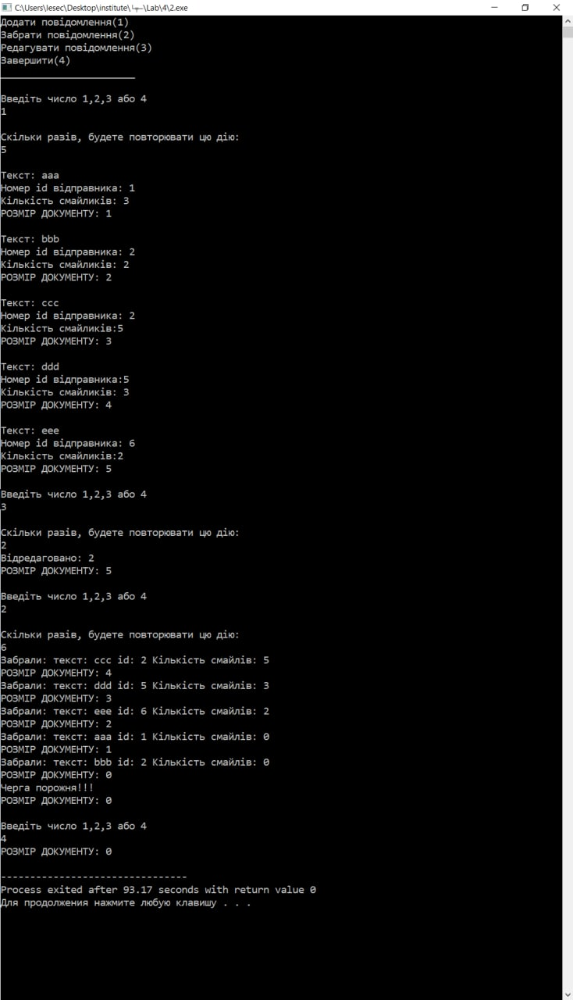 C:\Users\lesec\Desktop\institute\ \Lab\4\2.exe
Додати повідомлення(1)
Забрати повідомлення(2)
Редагувати повідомлення(3)
Завершити(4)
_______________________
Введіть число 1,2,3 або 4
1
Скільки разів, будете повторювати цю дію:
5
Текст: aaa
Номер id відправника: 1
Кількість смайликів: 3
РОЗМІР ДОКУМЕНТУ: 1
Текст: bbb
Номер id відправника: 2
Кількість смайликів: 2
РОЗМІР ДОКУМЕНТУ: 2
Текст: ccc
Номер id відправника: 2
Кількість смайликів:5
РОЗМІР ДОКУМЕНТУ: 3
Текст: ddd
Номер id відправника:5
Кількість смайликів: 3
РОЗМІР ДОКУМЕНТУ: 4
Текст: eee
Номер id відправника: 6
Кількість смайликів:2
РОЗМІР ДОКУМЕНТУ: 5
Введіть число 1,2,3 або 4
3
Скільки разів, будете повторювати цю дію:
2
Відредаговано: 2
РОЗМІР ДОКУМЕНТУ: 5
Введіть число 1,2,3 або 4
2
Скільки разів, будете повторювати цю дію:
6
Забрали: текст: ccc id: 2 Кількість смайлів: 5
РОЗМІР ДОКУМЕНТУ: 4
Забрали: текст: ddd id: 5 Кількість смайлів: 3
РОЗМІР ДОКУМЕНТУ: 3
Забрали: текст: eee id: 6 Кількість смайлів: 2
РОЗМІР ДОКУМЕНТУ: 2
Забрали: текст: aaa id: 1 Кількість смайлів: 0
РОЗМІР ДОКУМЕНТУ: 1
Забрали: текст: bbb id: 2 Кількість смайлів: 0
РОЗМІР ДОКУМЕНТУ: 0
Черга порожня!!!
РОЗМІР ДОКУМЕНТУ: 0
Введіть число 1,2,3 або 4
4
РОЗМІР ДОКУМЕНТУ: 0
--------------------------------
Process exited after 93.17 seconds with return value 0
Для продолжения нажмите любую клавишу . . .